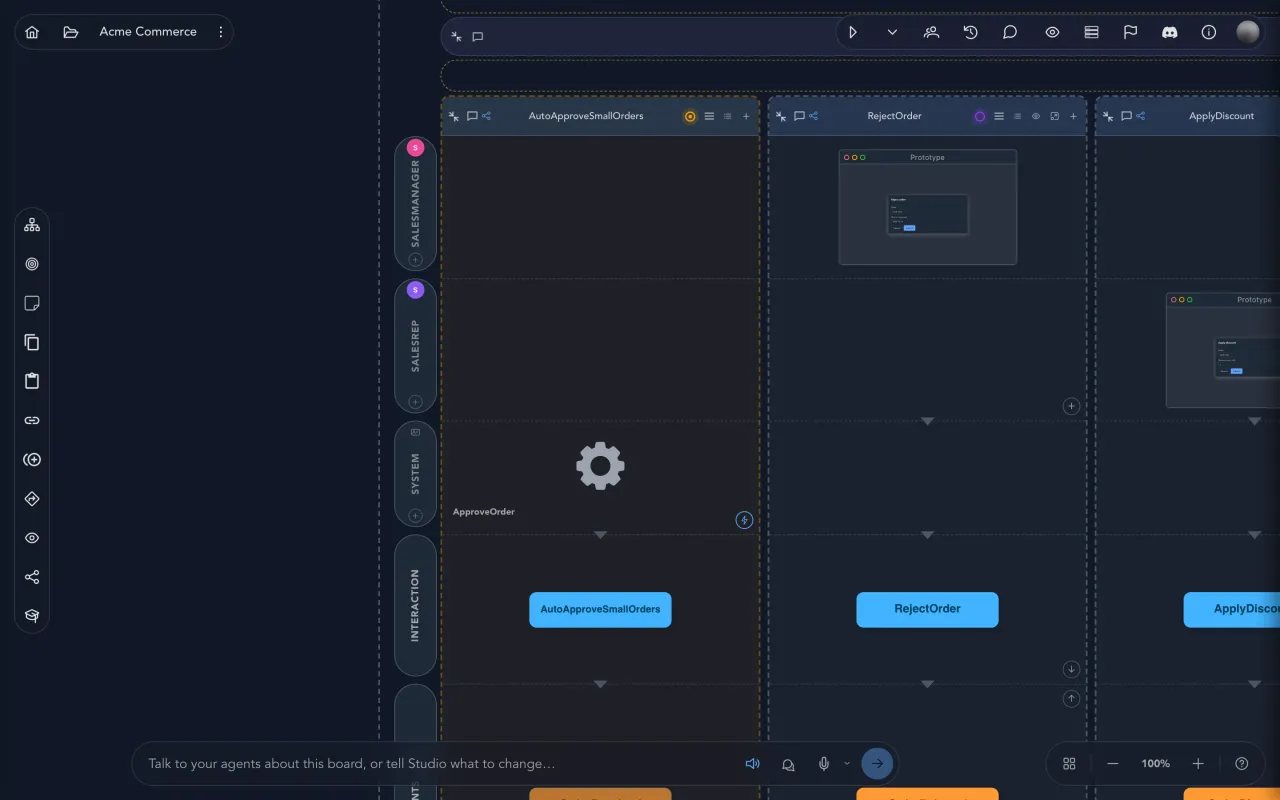 Acme Commerce
AutoApproveSmallOrders
RejectOrder
ApplyDiscount
S
SALESMANAGER
Prototype
S
SALESREP
Prototype
SYSTEM
ApproveOrder
INTERACTION
AutoApproveSmallOrders
RejectOrder
Talk to your agents about this board, or tell Studio what to change…
100%